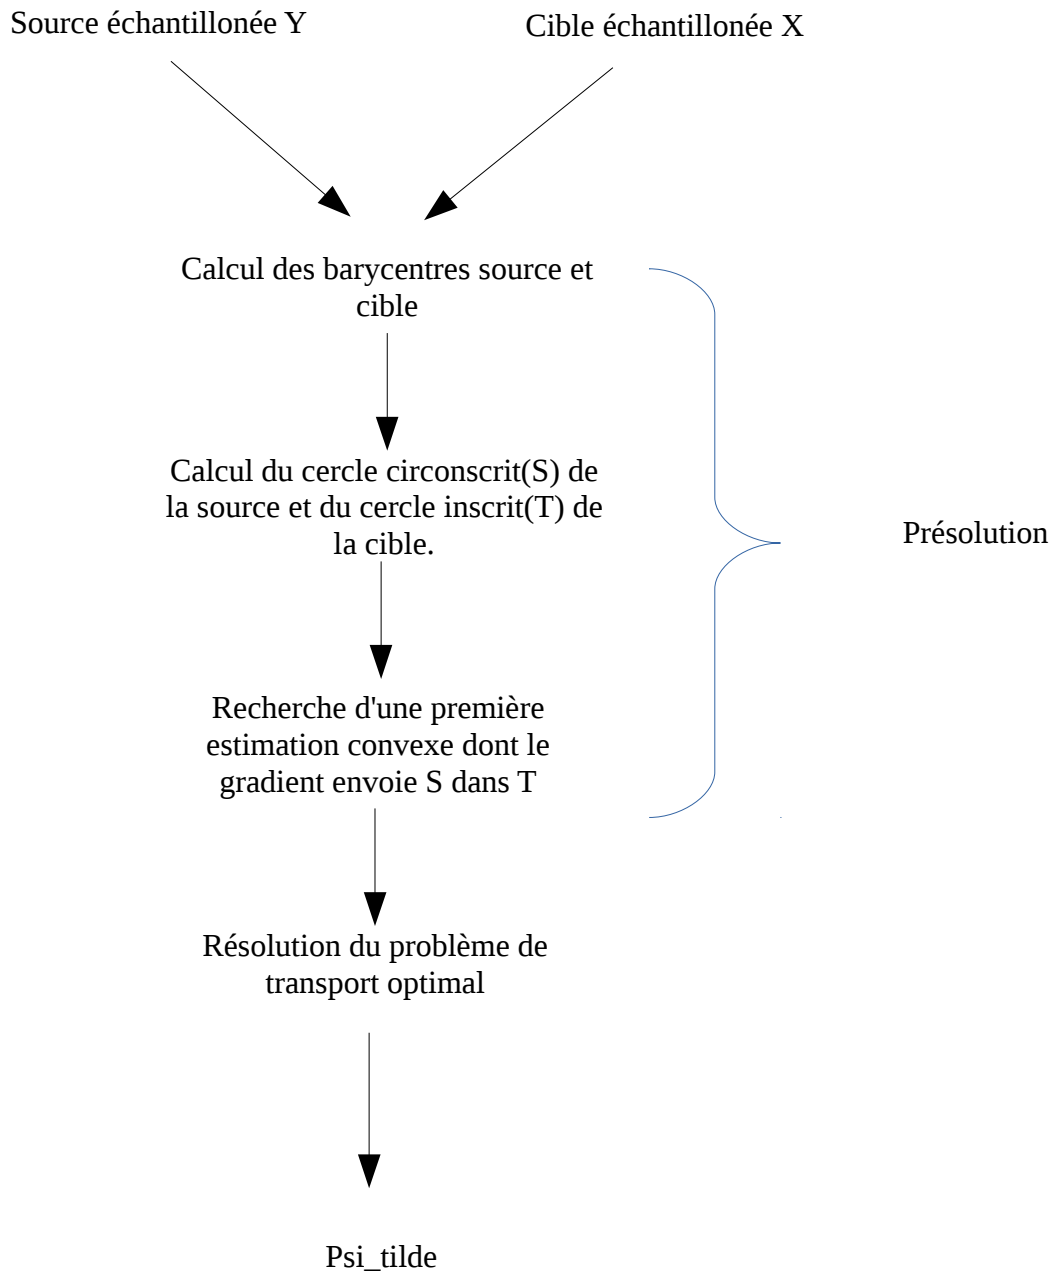 Source échantillonée Y
Cible échantillonée X
Calcul des barycentres source et
cible
Calcul du cercle circonscrit(S) de
la source et du cercle inscrit(T) de
la cible.
Présolution
Recherche d'une première
estimation convexe dont le
gradient envoie S dans T
Résolution du problème de
transport optimal
Psi_tilde